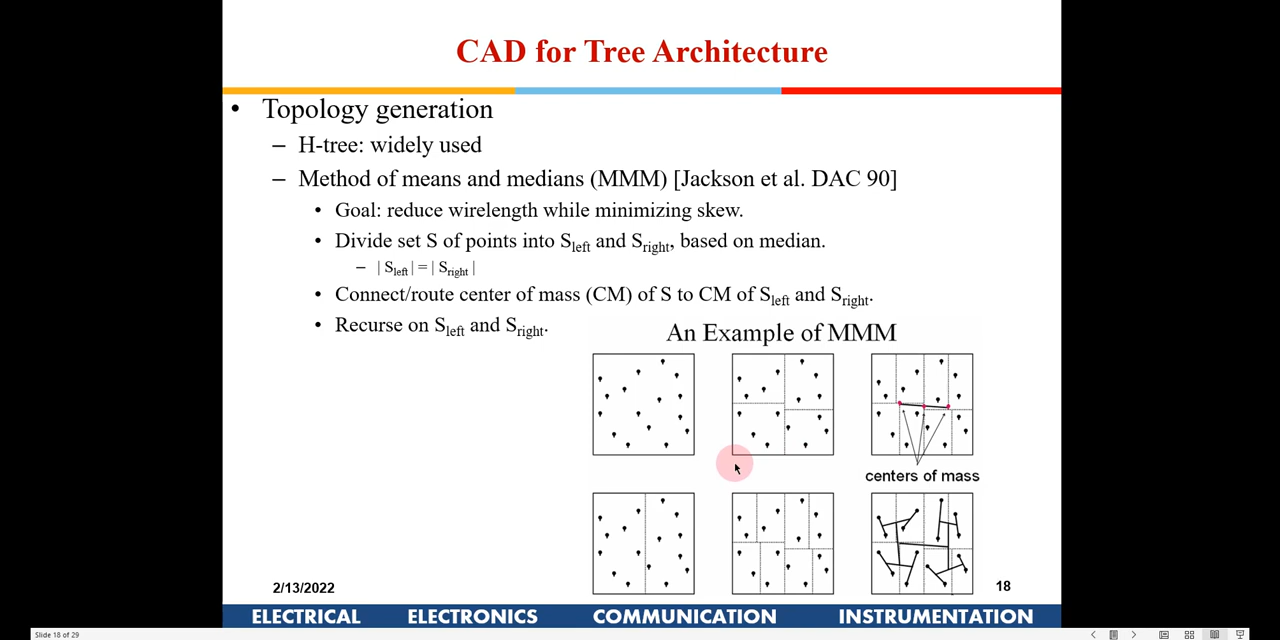 CAD for Tree Architecture
• Topology generation
– H-tree: widely used
– Method of means and medians (MMM) [Jackson et al. DAC 90]
• Goal: reduce wirelength while minimizing skew.
• Divide set S of points into Sleft and Sright, based on median.
– | Sleft | = | Sright |
• Connect/route center of mass (CM) of S to CM of Sleft and Sright.
• Recurse on Sleft and Sright.
An Example of MMM
centers of mass
2/13/2022
18
ELECTRICAL ELECTRONICS COMMUNICATION INSTRUMENTATION
Slide 18 of 29